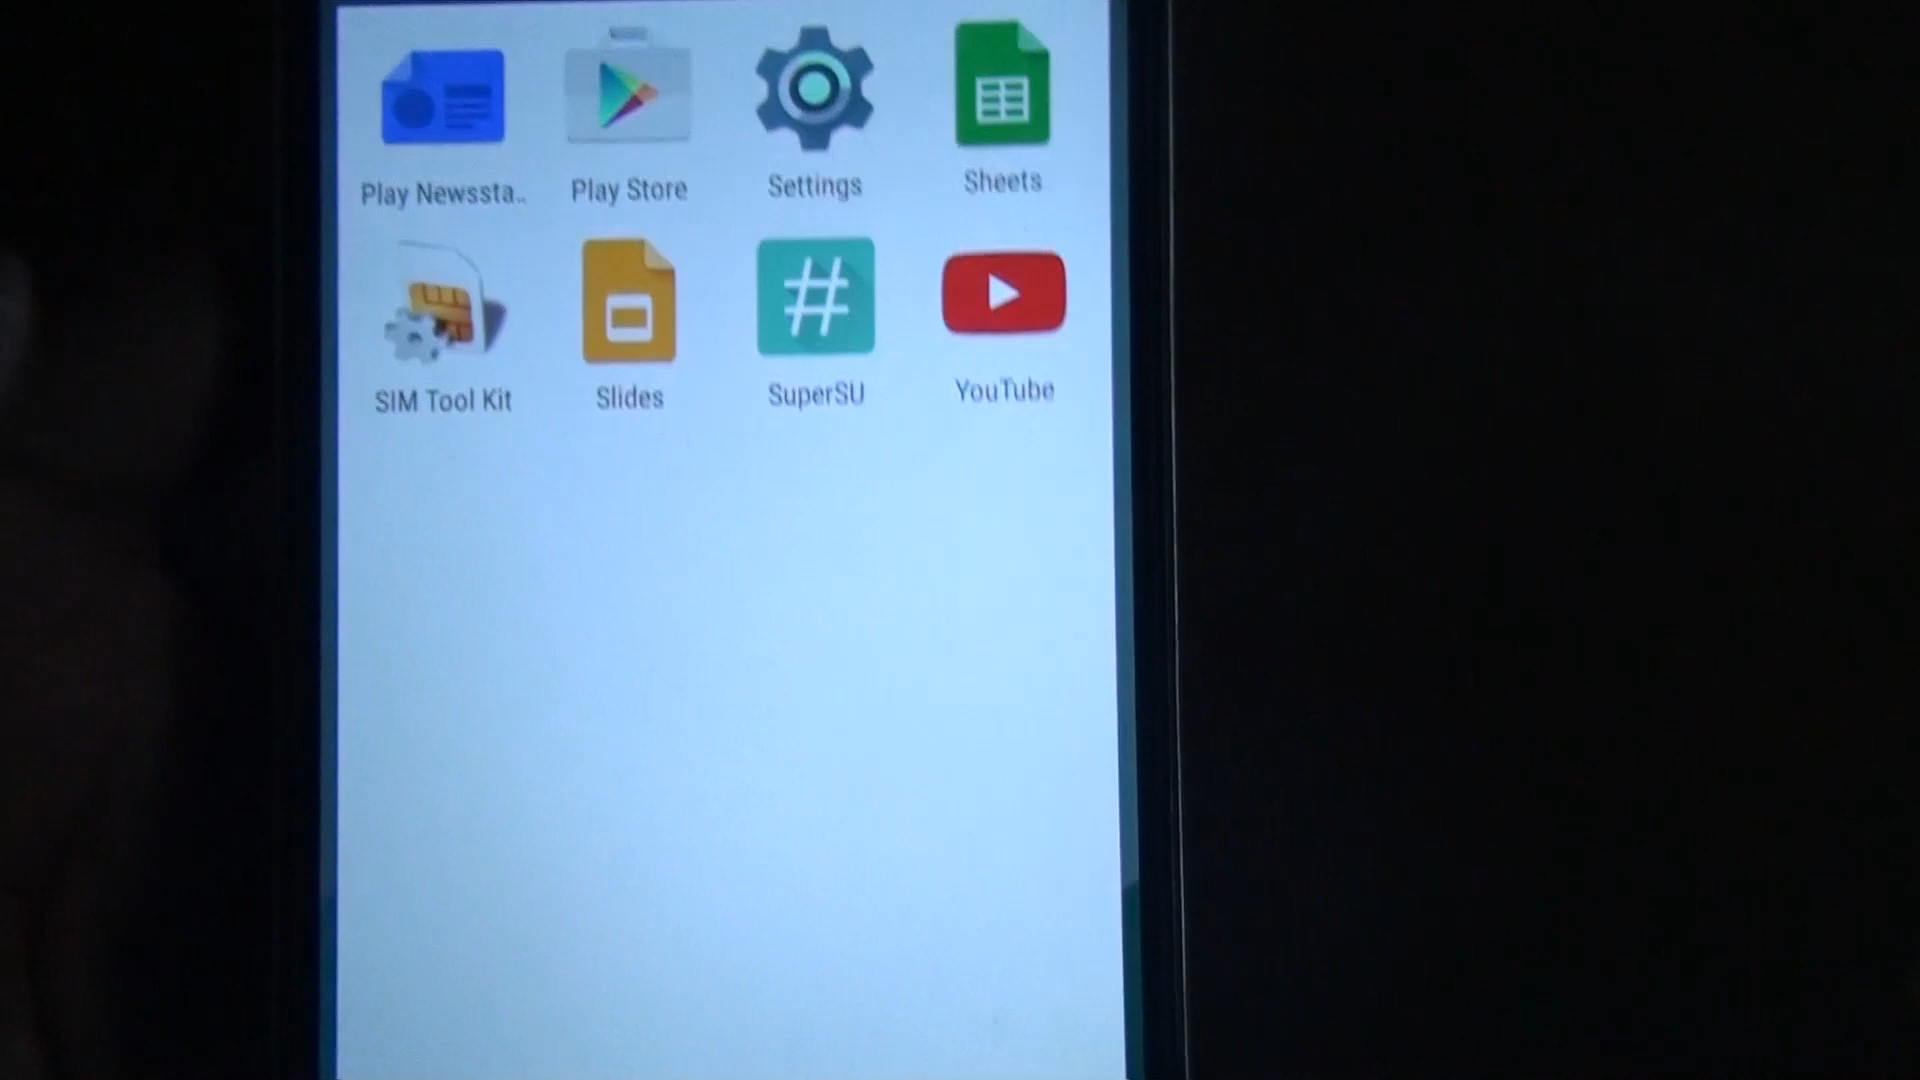 Play Newssta..
Play Store
Settings
Sheets
SIM Tool Kit
Slides
#
SuperSU
YouTube